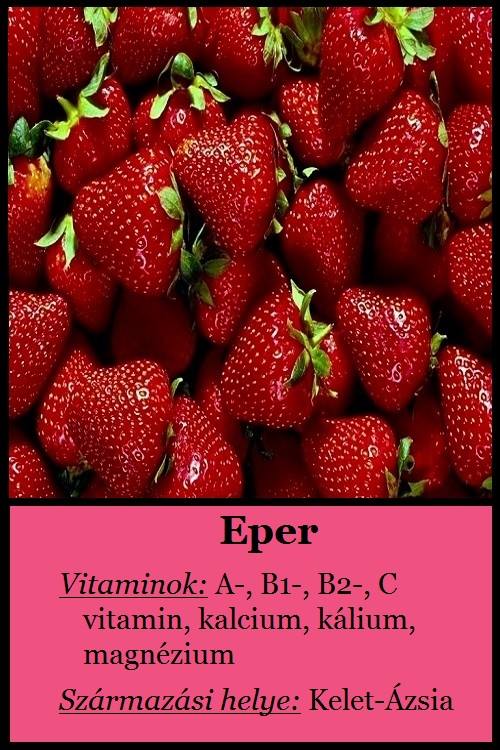 Eper
Vitaminok: A-, B1-, B2-, C
vitamin, kalcium, kálium,
magnézium
Származási helye: Kelet-Ázsia